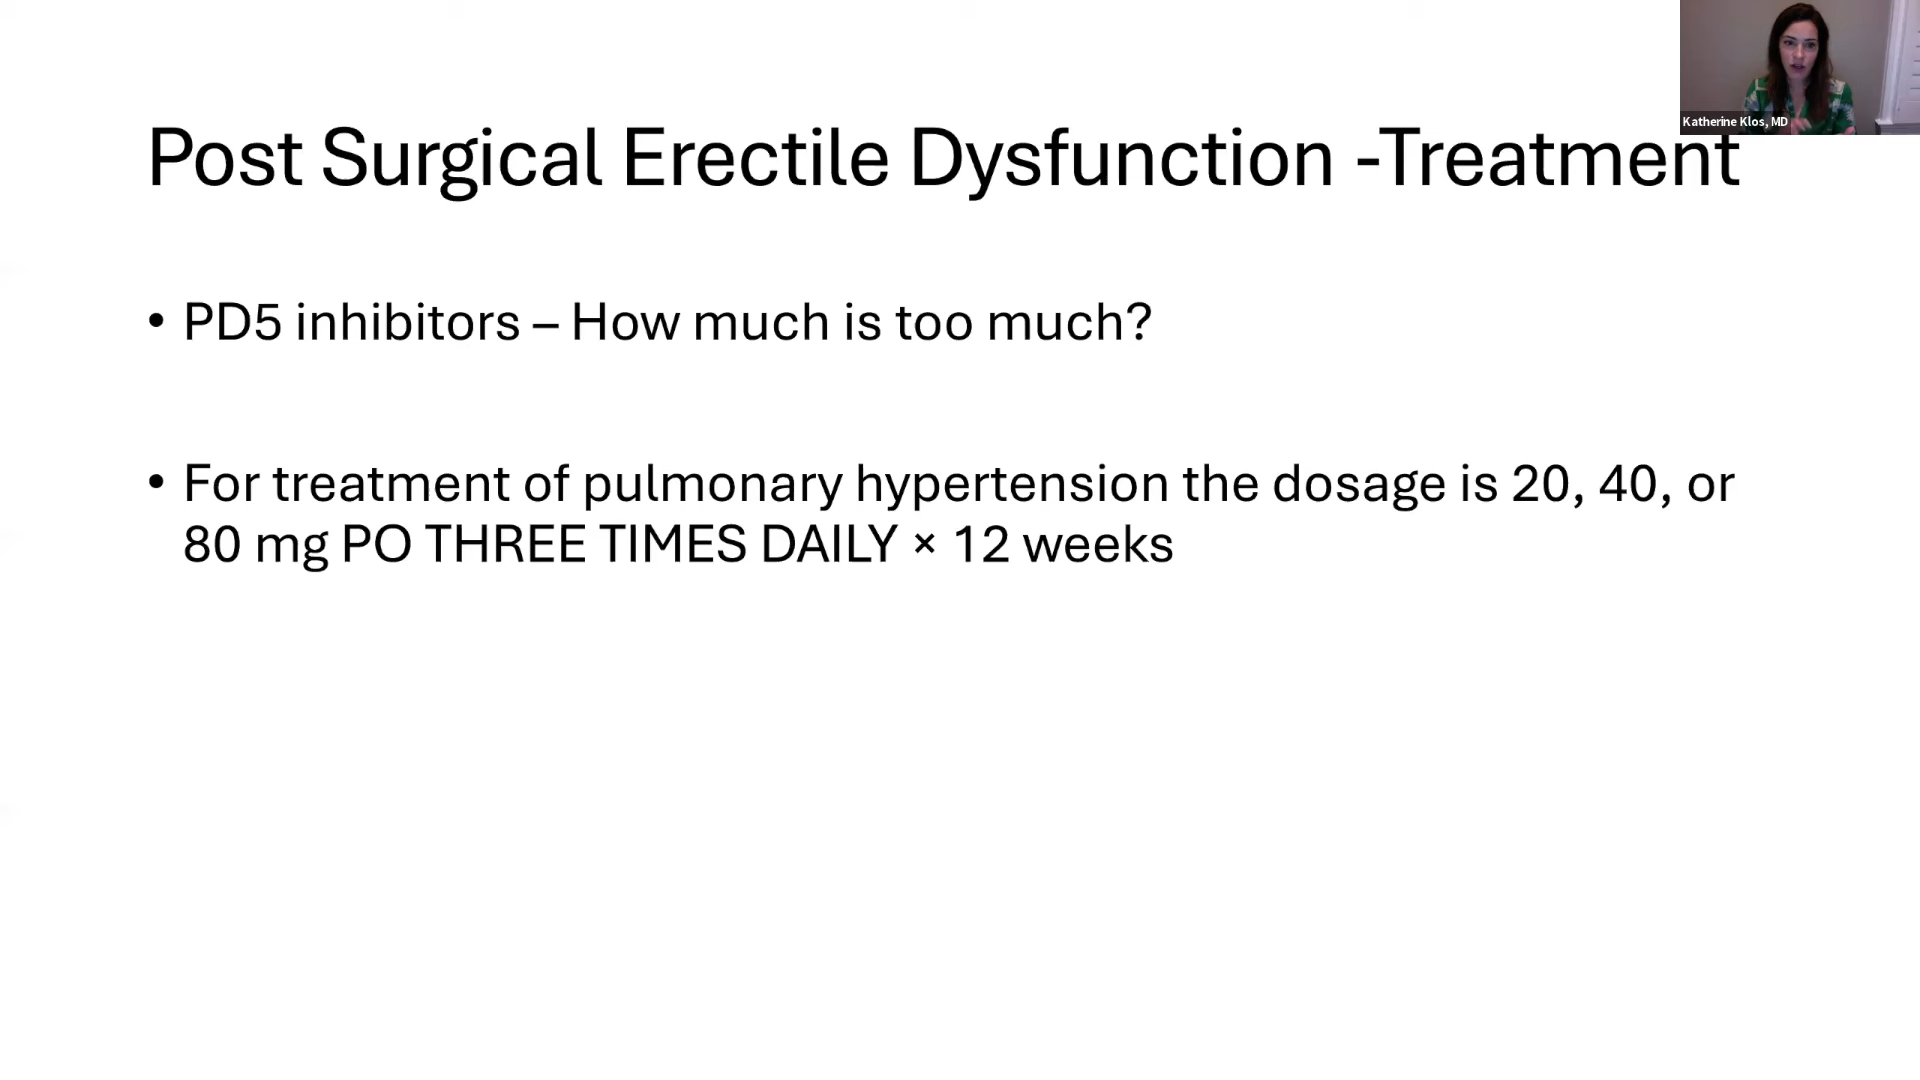 Katherine Klos, MD
Post Surgical Erectile Dysfunction -Treatment
• PD5 inhibitors – How much is too much?
• For treatment of pulmonary hypertension the dosage is 20, 40, or
80 mg PO THREE TIMES DAILY × 12 weeks